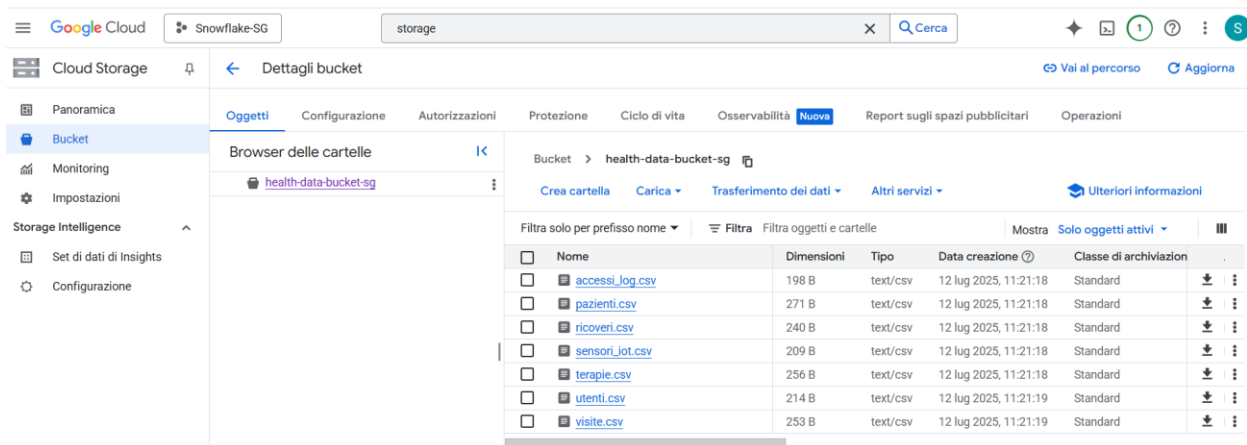 Google Cloud Snowflake-SG storage Cerca 1 S
Cloud Storage Dettagli bucket Vai al percorso Aggiorna
Panoramica
Bucket
Monitoring
Impostazioni
Storage Intelligence
Set di dati di Insights
Configurazione
Oggetti Configurazione Autorizzazioni Protezione Ciclo di vita Osservabilità Nuova Report sugli spazi pubblicitari Operazioni
Browser delle cartelle
health-data-bucket-sg
Bucket > health-data-bucket-sg
Crea cartella Carica Trasferimento dei dati Altri servizi Ulteriori informazioni
Filtra solo per prefisso nome Filtra Filtra oggetti e cartelle Mostra Solo oggetti attivi
Nome Dimensioni Tipo Data creazione Classe di archiviazion
accessi_log.csv 198 B text/csv 12 lug 2025, 11:21:18 Standard
pazienti.csv 271 B text/csv 12 lug 2025, 11:21:18 Standard
ricoveri.csv 240 B text/csv 12 lug 2025, 11:21:18 Standard
sensori_iot.csv 209 B text/csv 12 lug 2025, 11:21:18 Standard
terapie.csv 256 B text/csv 12 lug 2025, 11:21:18 Standard
utenti.csv 214 B text/csv 12 lug 2025, 11:21:19 Standard
visite.csv 253 B text/csv 12 lug 2025, 11:21:19 Standard